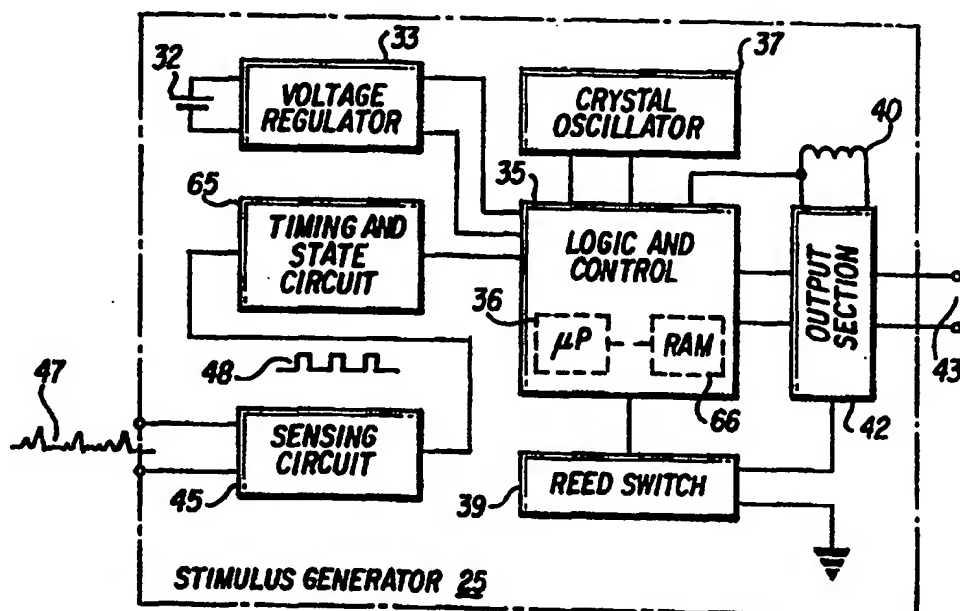 33
37
32
VOLTAGE
REGULATOR
CRYSTAL
OSCILLATOR
40
65
35
TIMING AND
STATE
CIRCUIT
LOGIC AND
CONTROL
OUTPUT
SECTION
36
μP
RAM
48
43
47
66
42
SENSING
CIRCUIT
45
39
REED SWITCH
STIMULUS GENERATOR 25